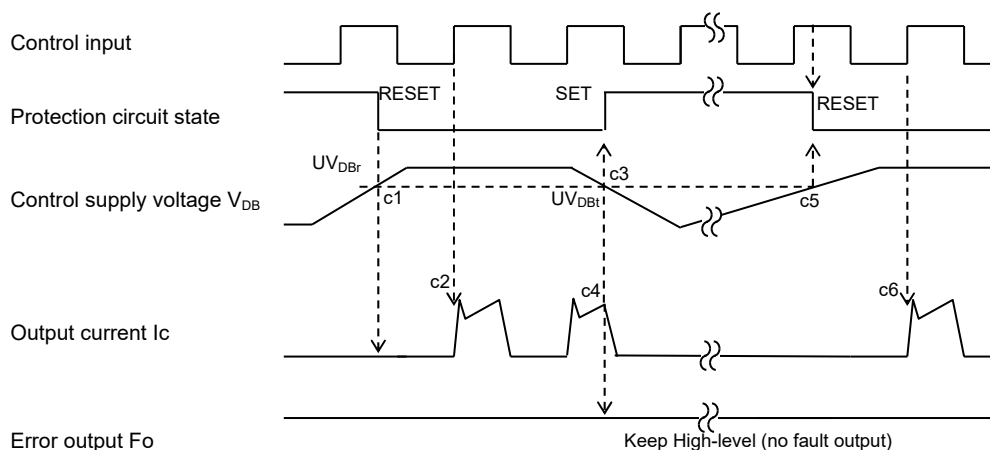 Control input
RESET
SET
RESET
Protection circuit state
UVDBr
c3
Control supply voltage VDB
c1
UVDBt
c5
c2
c4
c6
Output current Ic
Error output Fo
Keep High-level (no fault output)